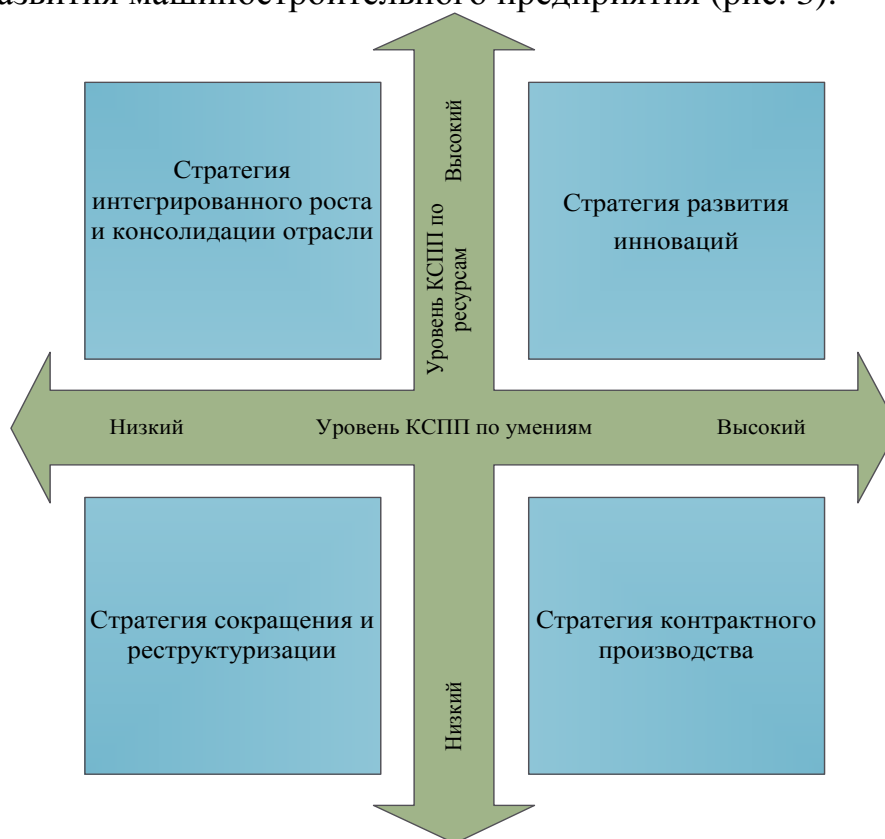 развития машиностроительного предприятия (рис. 3).
Стратегия
интегрированного роста
и консолидации отрасли
Высокий
Уровень КСПП по
ресурсам
Стратегия развития
инноваций
Низкий
Уровень КСПП по умениям
Высокий
Стратегия сокращения и
реструктуризации
Низкий
Стратегия контрактного
производства